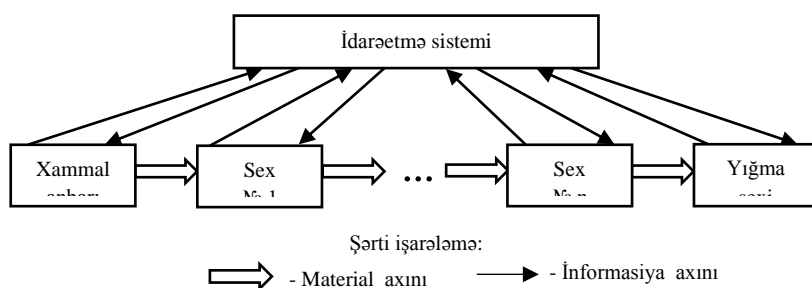 İdarəetmə sistemi
Xammal
Sex
...
Sex
Yığma
Şərti işarələmə:
- Material axını
- İnformasiya axını